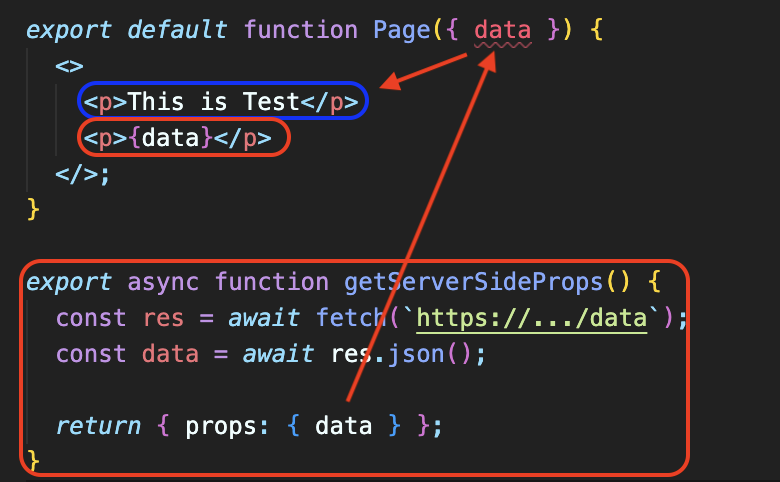 export default function Page({ data }) {
<>
<p>This is Test</p>
<p>{data}</p>
</>;
}
export async function getServerSideProps() {
const res = await fetch(`https://.../data`);
const data = await res.json();
return { props: { data } };
}